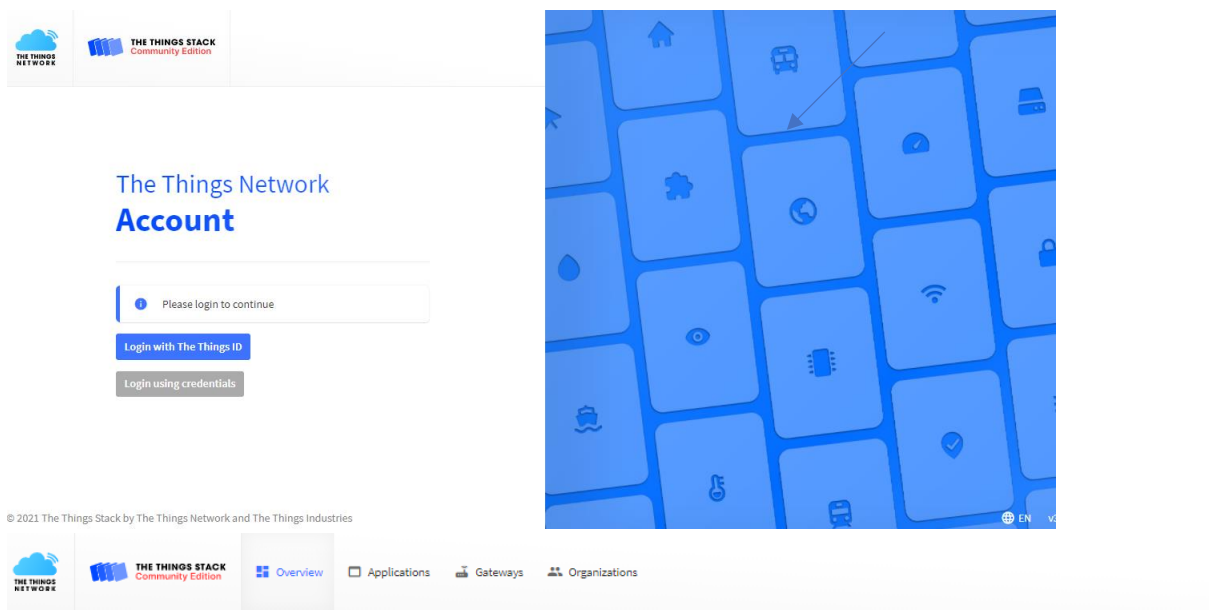 THE THINGS
NETWORK
THE THINGS STACK
Community Edition
The Things Network
Account
Please login to continue
Login with The Things ID
Login using credentials
© 2021 The Things Stack by The Things Network and The Things Industries
EN
THE THINGS
NETWORK
THE THINGS STACK
Community Edition
Overview
Applications
Gateways
Organizations